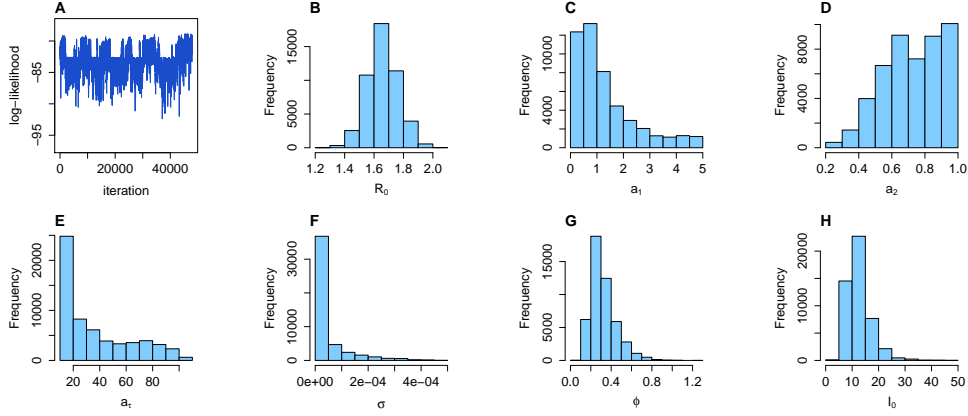 A
log−likelihood
−85
−95
0
20000
40000
iteration
B
Frequency
0
5000
15000
1.2
1.4
1.6
1.8
2.0
R₀
C
Frequency
0
4000
10000
0
1
2
3
4
5
a₁
D
Frequency
0
4000
8000
0.2
0.4
0.6
0.8
1.0
a₂
E
Frequency
0
10000
20000
20
40
60
80
aτ
F
Frequency
0
10000
30000
0e+00
2e−04
4e−04
σ
G
Frequency
0
5000
15000
0.0
0.4
0.8
1.2
ϕ
H
Frequency
0
10000
20000
0
10
20
30
40
50
I₀